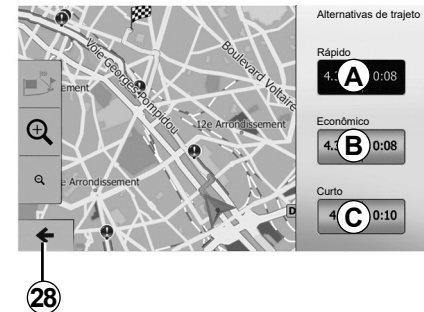 Alternativas de trajeto
Rápido
4. A 0:08
Econômico
4. B 0:08
Curto
4 C 0:10
Voie Georges Pompidou
Boulevard Voltaire
12e Arrondissement
ement
e Arrondissement
D
28